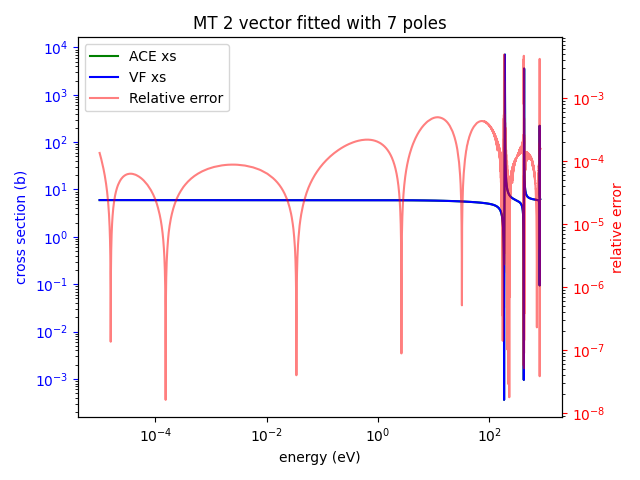 MT 2 vector fitted with 7 poles
ACE xs
VF xs
Relative error
cross section (b)
10^4
10^3
10^2
10^1
10^0
10^-1
10^-2
10^-3
10^-3
10^-4
10^-5
10^-6
10^-7
10^-8
relative error
10^-4
10^-2
10^0
10^2
energy (eV)